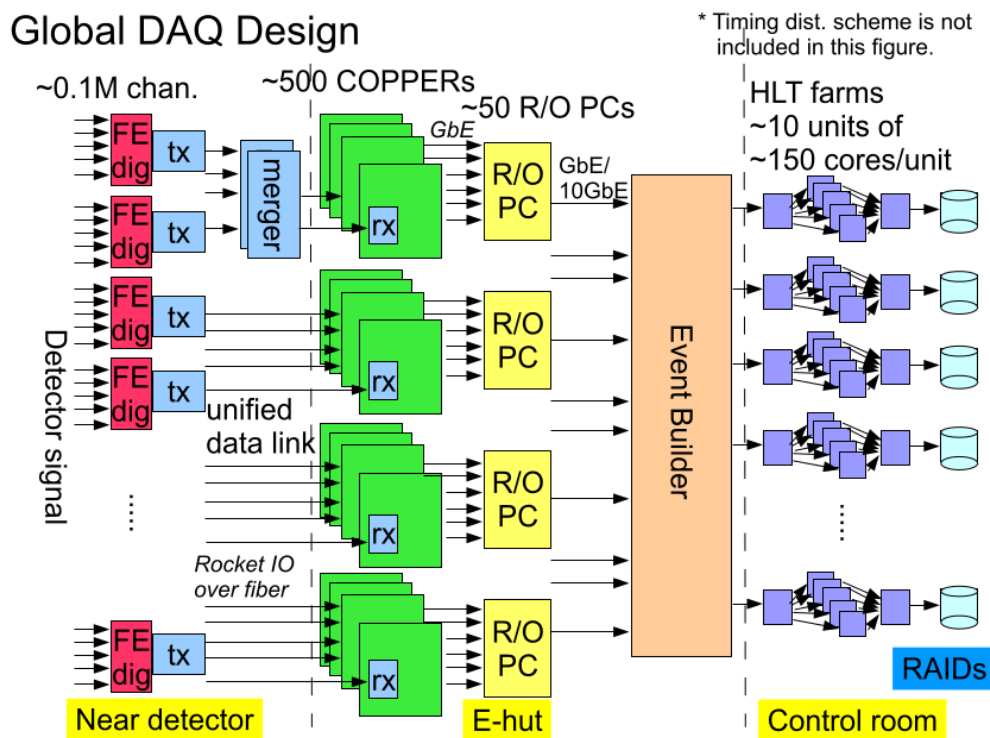 Global DAQ Design
* Timing dist. scheme is not
included in this figure.
~0.1M chan.
~500 COPPERs
~50 R/O PCs
HLT farms
~10 units of
~150 cores/unit
GbE
GbE/
10GbE
FE
dig
tx
merger
rx
R/O
PC
FE
dig
tx
FE
dig
tx
rx
R/O
PC
FE
dig
tx
Detector signal
unified
data link
Event Builder
rx
R/O
PC
.....
.....
Rocket IO
over fiber
FE
dig
tx
rx
R/O
PC
RAIDs
Near detector
E-hut
Control room